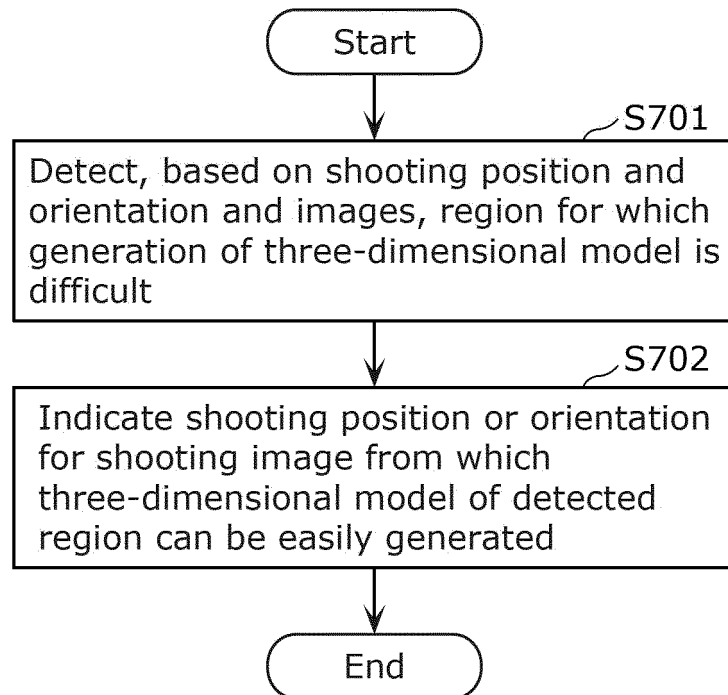 Start
S701
Detect, based on shooting position and
orientation and images, region for which
generation of three-dimensional model is
difficult
S702
Indicate shooting position or orientation
for shooting image from which
three-dimensional model of detected
region can be easily generated
End